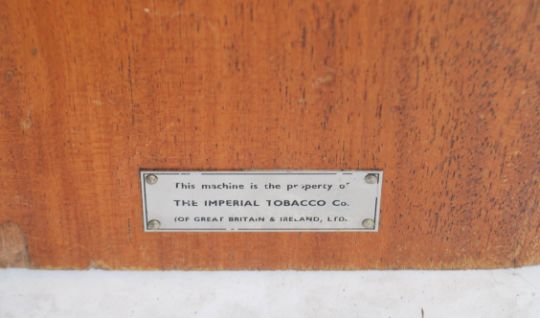 This machine is the property of
THE IMPERIAL TOBACCO Co.
(OF GREAT BRITAIN & IRELAND), LTD.